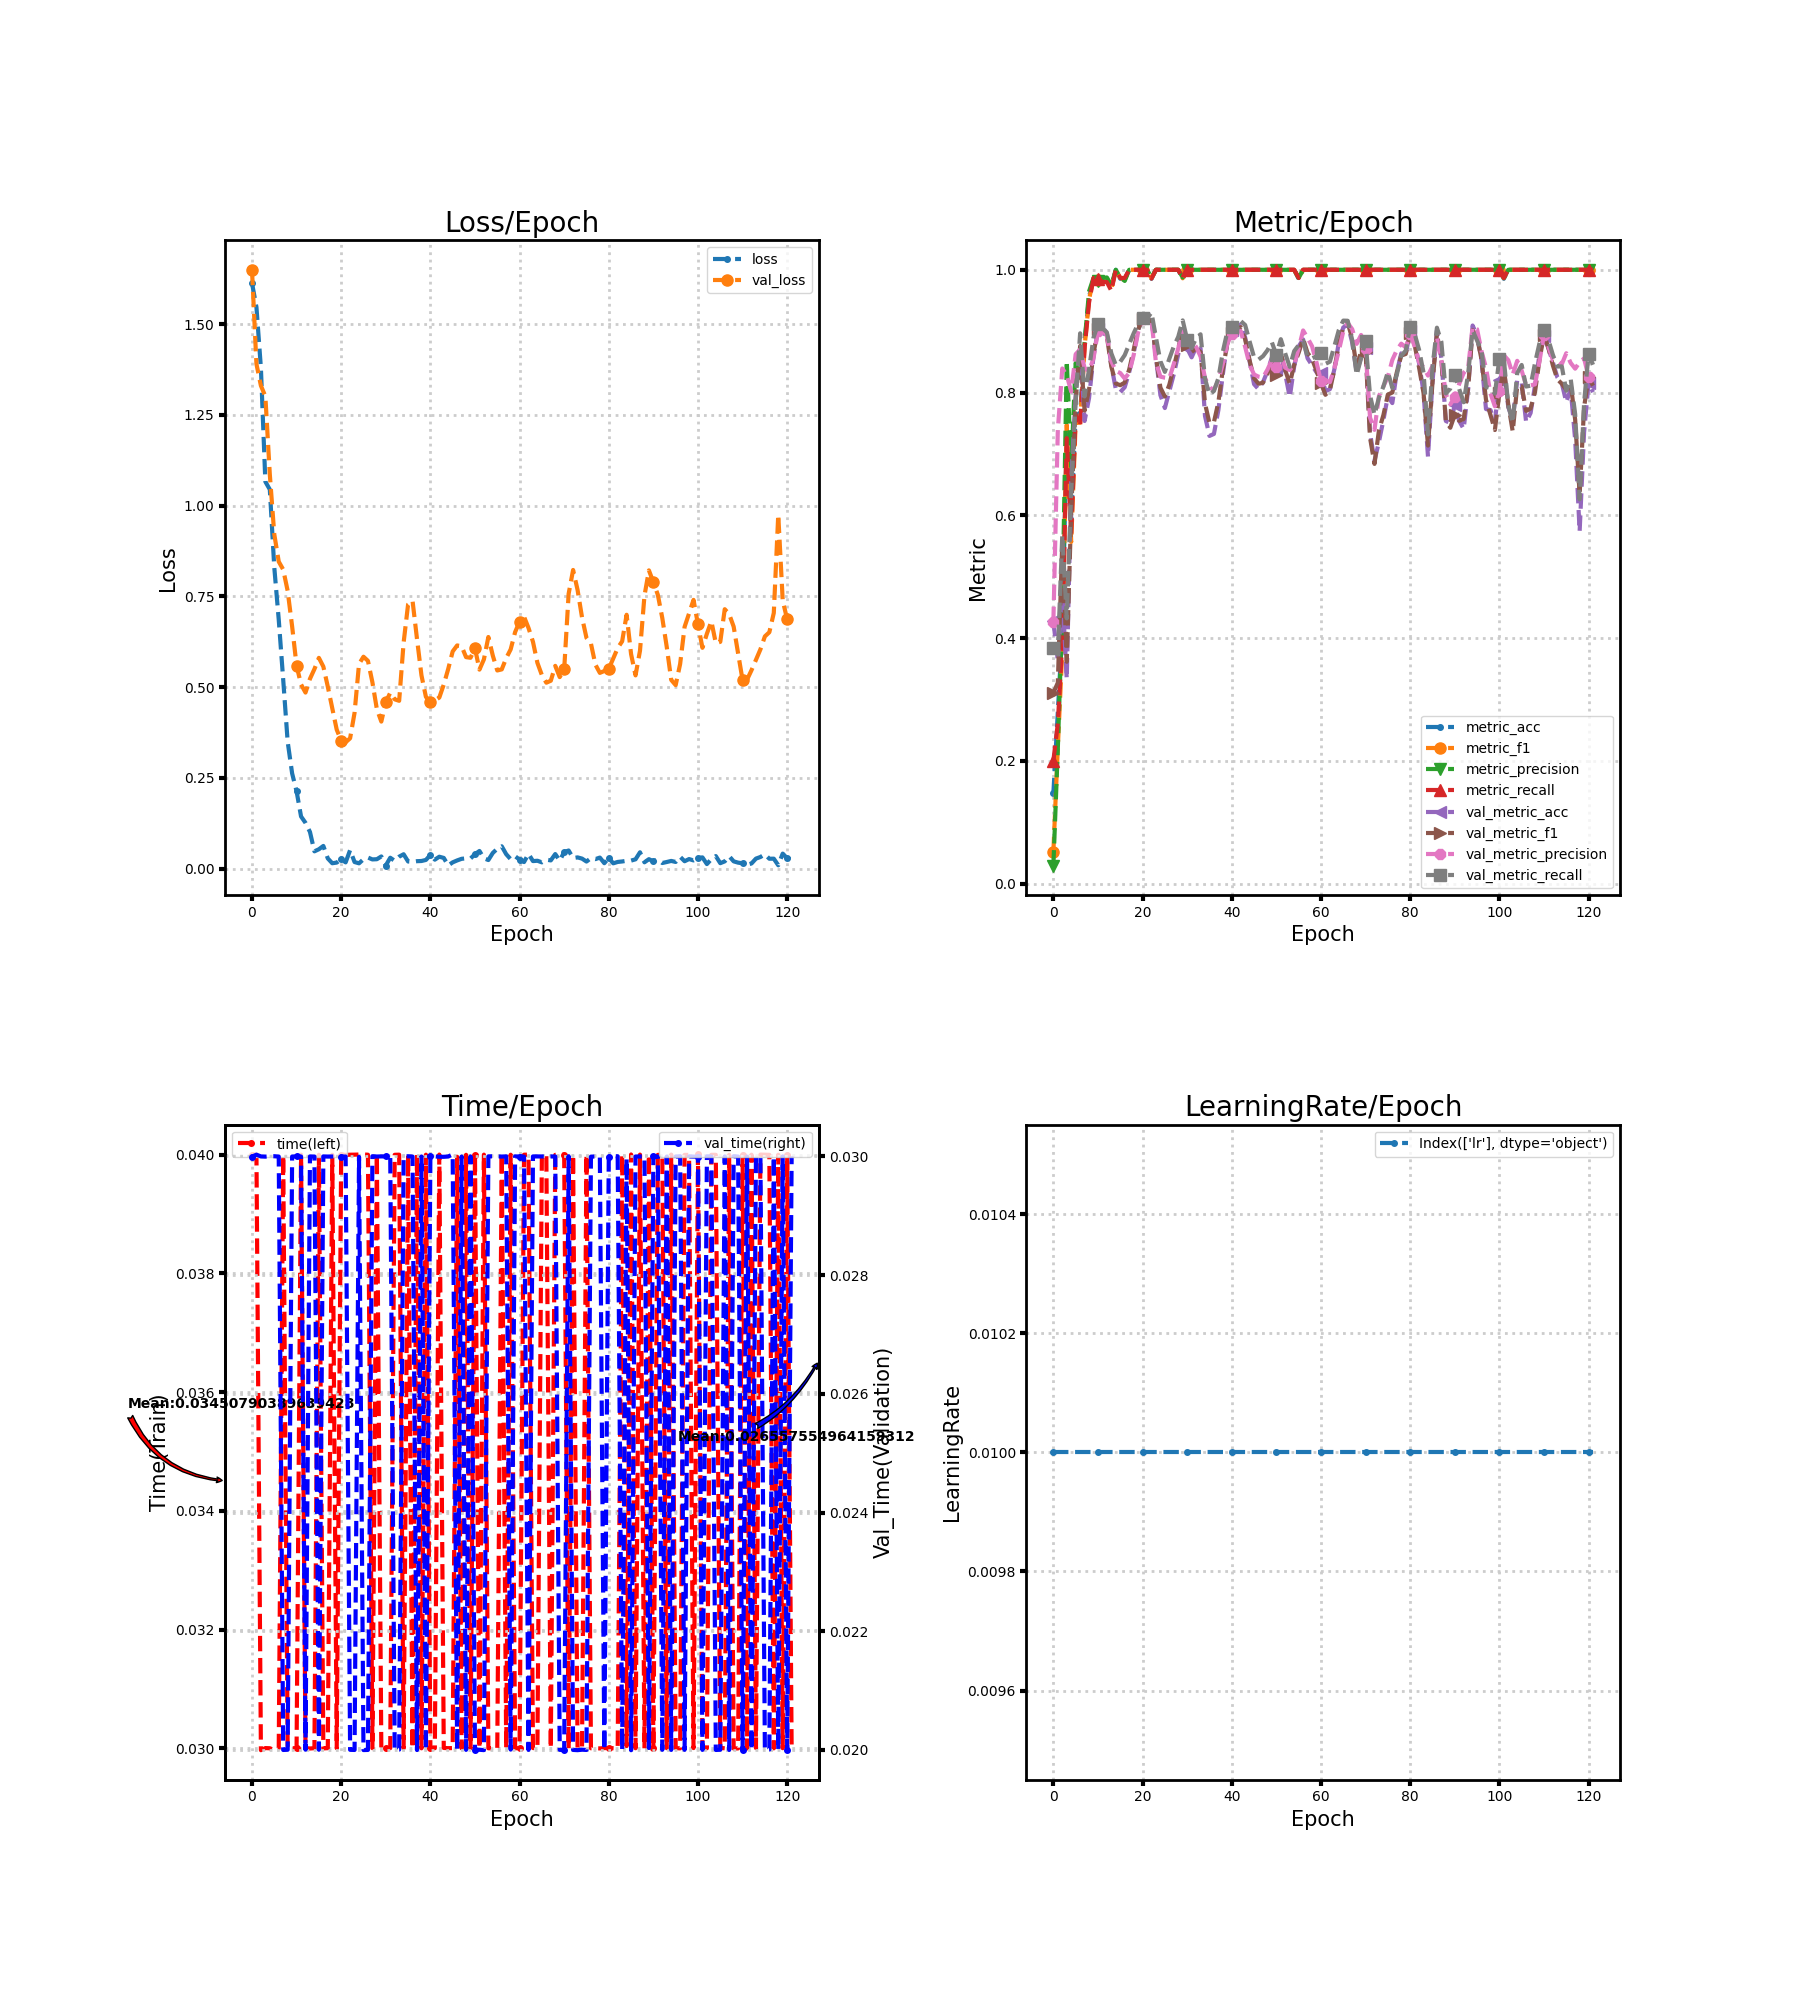 Loss/Epoch
loss
val_loss
1.50
1.25
1.00
0.75
0.50
0.25
0.00
Loss
0
20
40
60
80
100
120
Epoch
Metric/Epoch
1.0
0.8
0.6
0.4
0.2
0.0
Metric
metric_acc
metric_f1
metric_precision
metric_recall
val_metric_acc
val_metric_f1
val_metric_precision
val_metric_recall
0
20
40
60
80
100
120
Epoch
Time/Epoch
time(left)
val_time(right)
0.040
0.038
0.036
0.034
0.032
0.030
Time(Train)
0.030
0.028
0.026
0.024
0.022
0.020
Val_Time(Validation)
0
20
40
60
80
100
120
Epoch
LearningRate/Epoch
Index(['lr'], dtype='object')
0.0104
0.0102
0.0100
0.0098
0.0096
LearningRate
0
20
40
60
80
100
120
Epoch